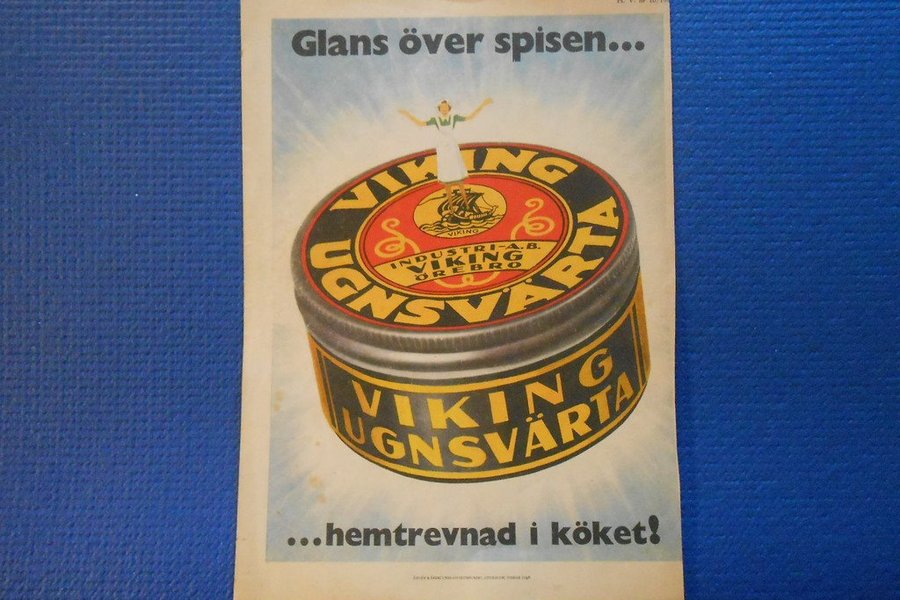 Glans över spisen...
VIKING
UGNSVÄRTA
VIKING
INDUSTRI-A.B.
VIKING
ÖREBRO
VIKING
UGNSVÄRTA
...hemtrevnad i köket!